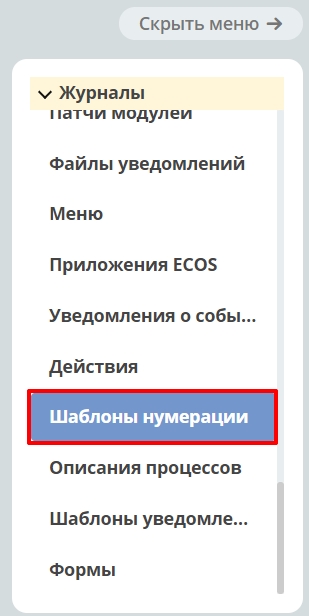 Скрыть меню →
Журналы
Патчи модулей
Файлы уведомлений
Меню
Приложения ECOS
Уведомления о собы...
Действия
Шаблоны нумерации
Описания процессов
Шаблоны уведомле...
Формы